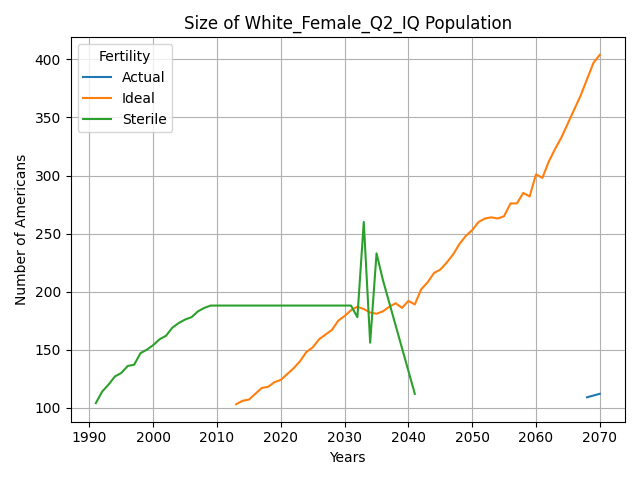 Size of White_Female_Q2_IQ Population
Fertility
Actual
Ideal
Sterile
400
350
300
250
200
150
100
Number of Americans
1990 2000 2010 2020 2030 2040 2050 2060 2070
Years